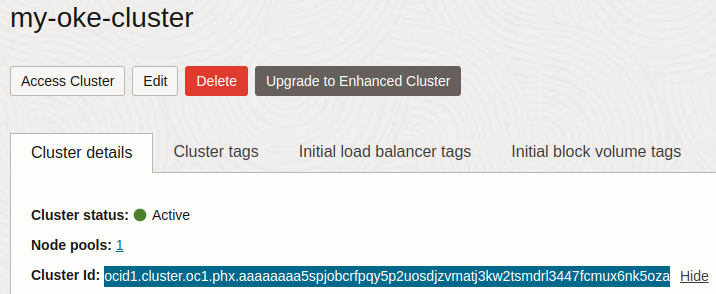 my-oke-cluster
Access Cluster Edit Delete Upgrade to Enhanced Cluster
Cluster details Cluster tags Initial load balancer tags Initial block volume tags
Cluster status: Active
Node pools: 1
Cluster Id: ocid1.cluster.oc1.phx.aaaaaaaa5spjobcrfpqy5p2uosdjzvmatj3kw2tsmdrl3447fcmux6nk5oza Hide